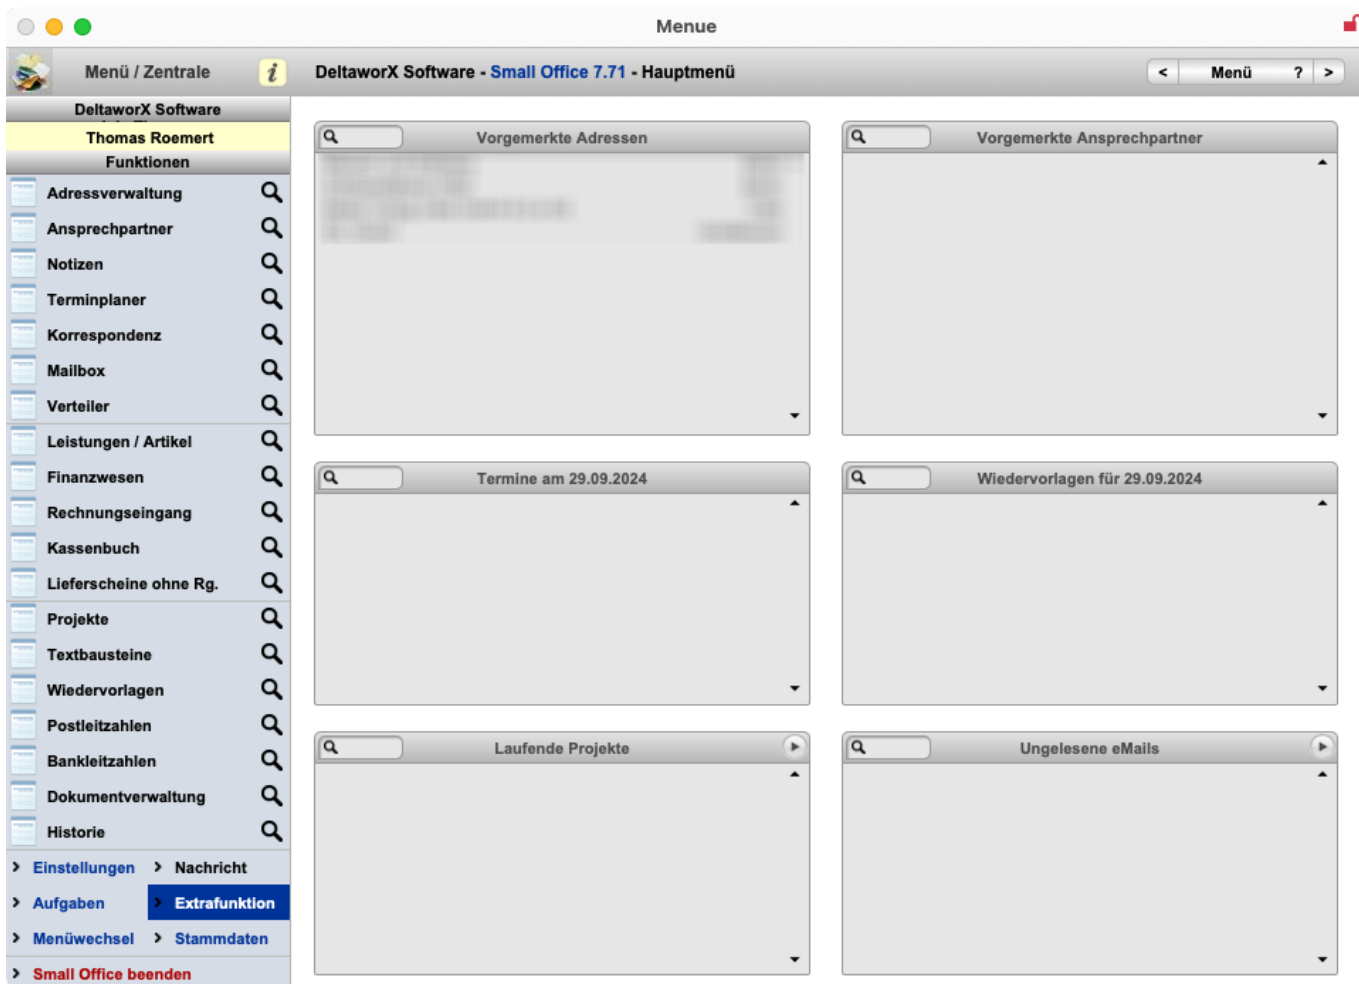 Menue
Menü / Zentrale
i
DeltaworX Software - Small Office 7.71 - Hauptmenü
< Menü ? >
DeltaworX Software
Thomas Roemert
Funktionen
Adressverwaltung
Ansprechpartner
Notizen
Terminplaner
Korrespondenz
Mailbox
Verteiler
Leistungen / Artikel
Finanzwesen
Rechnungseingang
Kassenbuch
Lieferscheine ohne Rg.
Projekte
Textbausteine
Wiedervorlagen
Postleitzahlen
Bankleitzahlen
Dokumentverwaltung
Historie
> Einstellungen > Nachricht
> Aufgaben > Extrafunktion
> Menüwechsel > Stammdaten
> Small Office beenden
Vorgemerkte Adressen
Vorgemerkte Ansprechpartner
Termine am 29.09.2024
Wiedervorlagen für 29.09.2024
Laufende Projekte
Ungelesene eMails